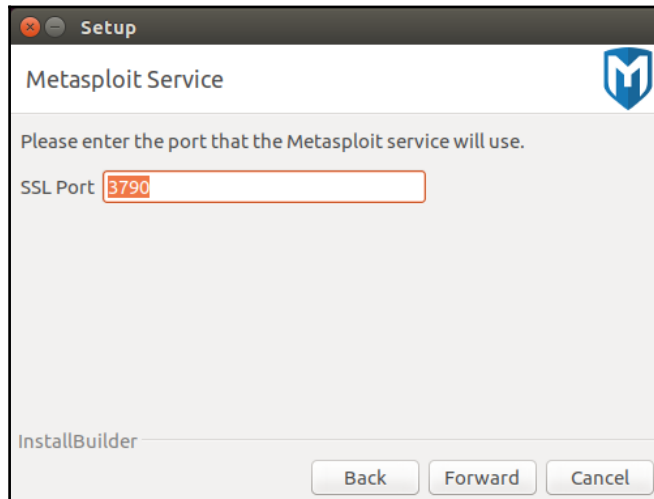 Setup
Metasploit Service
Please enter the port that the Metasploit service will use.
SSL Port 3790
InstallBuilder
Back Forward Cancel